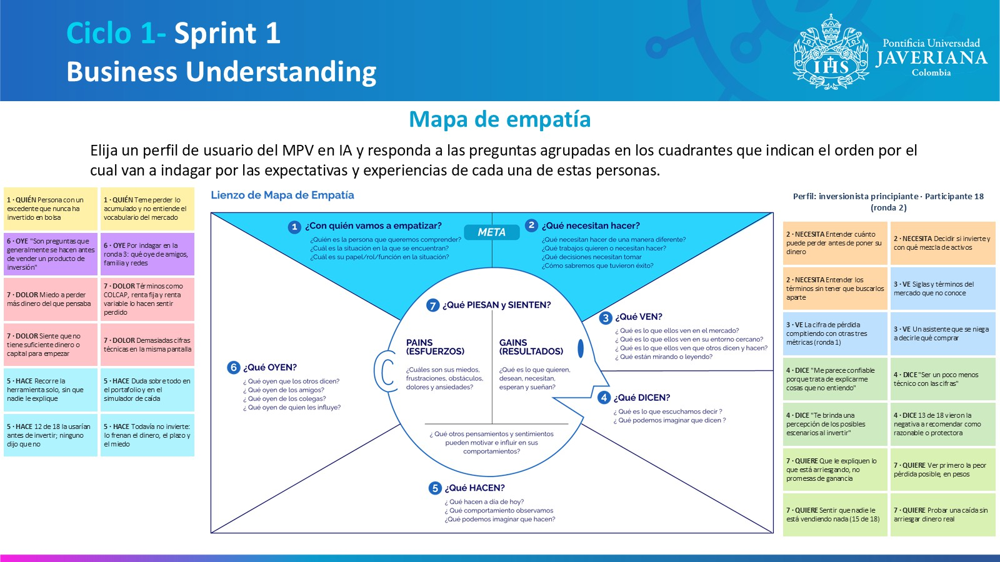 Ciclo 1- Sprint 1
Business Understanding
Pontificia Universidad
JAVERIANA
Colombia
IHS
Mapa de empatía
Elija un perfil de usuario del MPV en IA y responda a las preguntas agrupadas en los cuadrantes que indican el orden por el
cual van a indagar por las expectativas y experiencias de cada una de estas personas.
1 · QUIÉN Persona con un
excedente que nunca ha
invertido en bolsa
1 · QUIÉN Teme perder lo
acumulado y no entiende el
vocabulario del mercado
6 · OYE "Son preguntas que
generalmente se hacen antes
de vender un producto de
inversión"
6 · OYE Por indagar en la
ronda 3: qué oye de amigos,
familia y redes
7 · DOLOR Miedo a perder
más dinero del que pensaba
7 · DOLOR Términos como
COLCAP, renta fija y renta
variable lo hacen sentir
perdido
7 · DOLOR Siente que no
tiene suficiente dinero o
capital para empezar
7 · DOLOR Demasiadas cifras
técnicas en la misma pantalla
5 · HACE Recorre la
herramienta solo, sin que
nadie le explique
5 · HACE Duda sobre todo en
el portafolio y en el
simulador de caída
5 · HACE 12 de 18 la usarían
antes de invertir; ninguno
dijo que no
5 · HACE Todavía no invierte:
lo frenan el dinero, el plazo y
el miedo
Lienzo de Mapa de Empatía
META
1 ¿Con quién vamos a empatizar?
¿Quién es la persona que queremos comprender?
¿Cuál es la situación en la que se encuentran?
¿Cuál es su papel/rol/función en la situación?
2 ¿Qué necesitan hacer?
¿Qué necesitan hacer de una manera diferente?
¿Qué trabajos quieren o necesitan hacer?
¿Qué decisiones necesitan tomar
¿Cómo sabremos que tuvieron éxito?
7 ¿Qué PIESAN y SIENTEN?
PAINS
(ESFUERZOS)
¿Cuáles son sus miedos,
frustraciones, obstáculos,
dolores y ansiedades?
GAINS
(RESULTADOS)
¿Qué es lo que quieren,
desean, necesitan,
esperan y sueñan?
¿ Qué otros pensamientos y sentimientos
pueden motivar e influir en sus
comportamientos?
3 ¿Qué VEN?
¿ Qué es lo que ellos ven en el mercado?
¿ Qué es lo que ellos ven en su entorno cercano?
¿ Qué es lo que ellos ven que otros dicen y hacen?
¿ Qué están mirando o leyendo?
4 ¿Qué DICEN?
¿ Qué es lo que escuchamos decir ?
¿ Qué podemos imaginar que dicen ?
5 ¿Qué HACEN?
¿ Qué hacen a día de hoy?
¿ Qué comportamiento observamos
¿Qué podemos imaginar que hacen?
6 ¿Qué OYEN?
¿ Qué oyen que los otros dicen?
¿ Qué oyen de los amigos?
¿ Qué oyen de los colegas?
¿ Qué oyen de quien les influye?
Perfil: inversionista principiante · Participante 18
(ronda 2)
2 · NECESITA Entender cuánto
puede perder antes de poner su
dinero
2 · NECESITA Decidir si invierte y
con qué mezcla de activos
2 · NECESITA Entender los
términos sin tener que buscarlos
aparte
3 · VE Siglas y términos del
mercado que no conoce
3 · VE La cifra de pérdida
compitiendo con otras tres
métricas (ronda 1)
3 · VE Un asistente que se niega
a decirle qué comprar
4 · DICE "Me parece confiable
porque trata de explicarme
cosas que no entiendo"
4 · DICE "Ser un poco menos
técnico con las cifras"
4 · DICE "Te brinda una
percepción de los posibles
escenarios al invertir"
4 · DICE 13 de 18 vieron la
negativa a recomendar como
razonable o protectora
7 · QUIERE Que le expliquen lo
que está arriesgando, no
promesas de ganancia
7 · QUIERE Ver primero la peor
pérdida posible, en pesos
7 · QUIERE Sentir que nadie le
está vendiendo nada (15 de 18)
7 · QUIERE Probar una caída sin
arriesgar dinero real